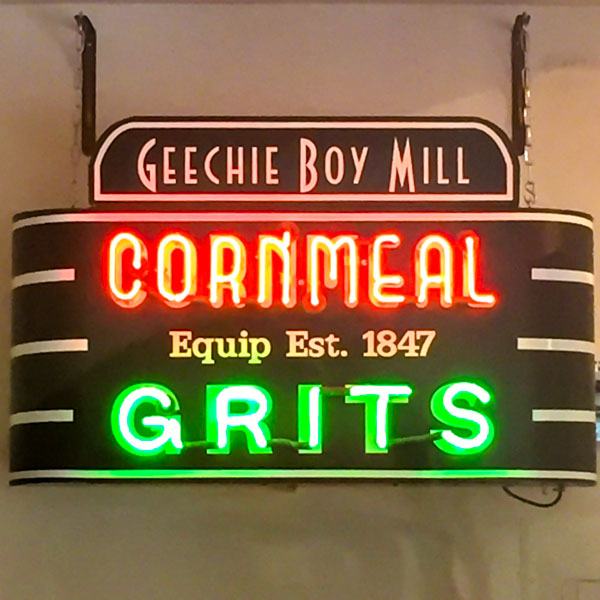 GEECHIE BOY MILL
CORNMEAL
Equip Est. 1847
GRITS